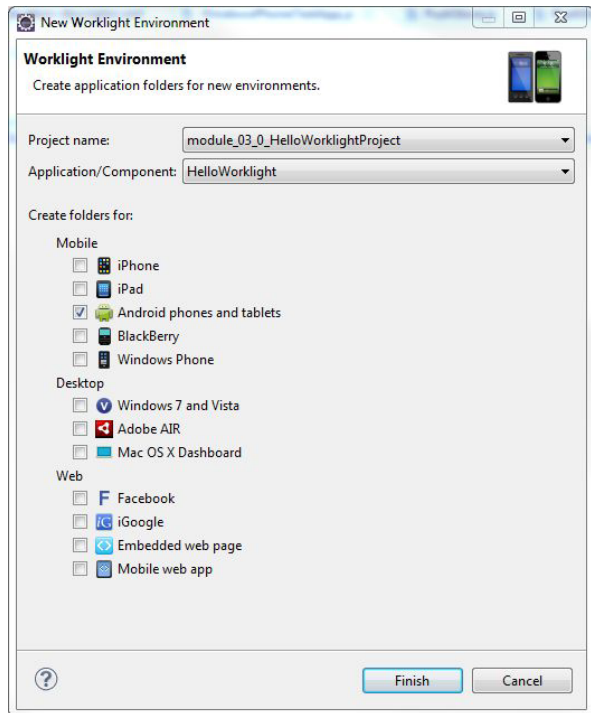 New Worklight Environment
Worklight Environment
Create application folders for new environments.
Project name: module_03_0_HelloWorklightProject
Application/Component: HelloWorklight
Create folders for:
Mobile
iPhone
iPad
Android phones and tablets
BlackBerry
Windows Phone
Desktop
Windows 7 and Vista
Adobe AIR
Mac OS X Dashboard
Web
Facebook
iGoogle
Embedded web page
Mobile web app
Finish Cancel